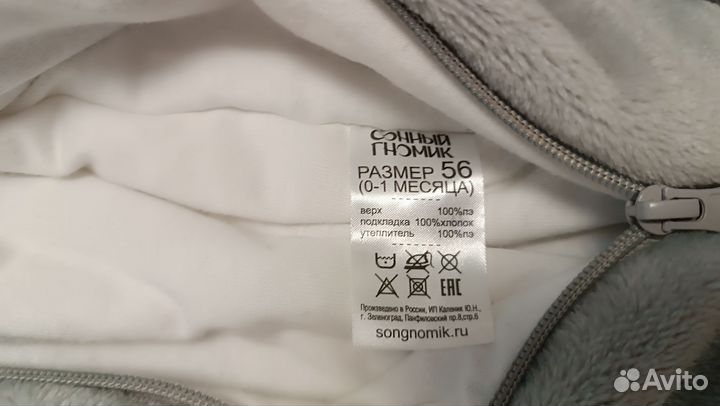 СОННЫЙ
ГНОМИК
РАЗМЕР 56
(0-1 МЕСЯЦА)
верх 100%пэ
подкладка 100%хлопок
утеплитель 100%пэ
EAC
Произведено в России, ИП Каленик Ю.Н.,
г. Зеленоград, Панфиловский пр.8,стр.6
songnomik.ru
Avito